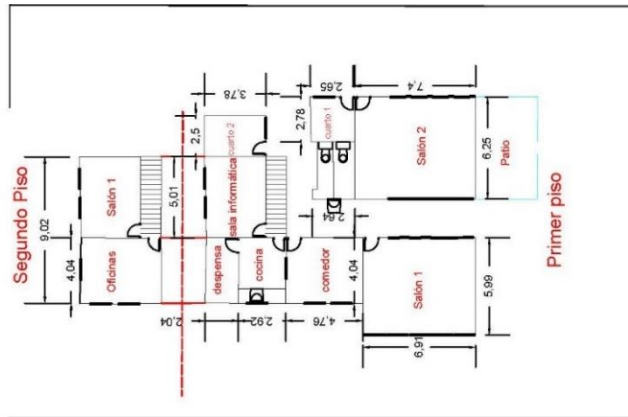 Segundo Piso
9,02
4,04
Salón 1
Oficinas
5,01
2,5
3,78
cuarto 2
sala informática
despensa
cocina
comedor
2,04
2,92
4,76
4,04
2,64
2,78
2,65
cuarto 1
7,4
Salón 2
6,25
Patio
Primer piso
Salón 1
5,99
6,91